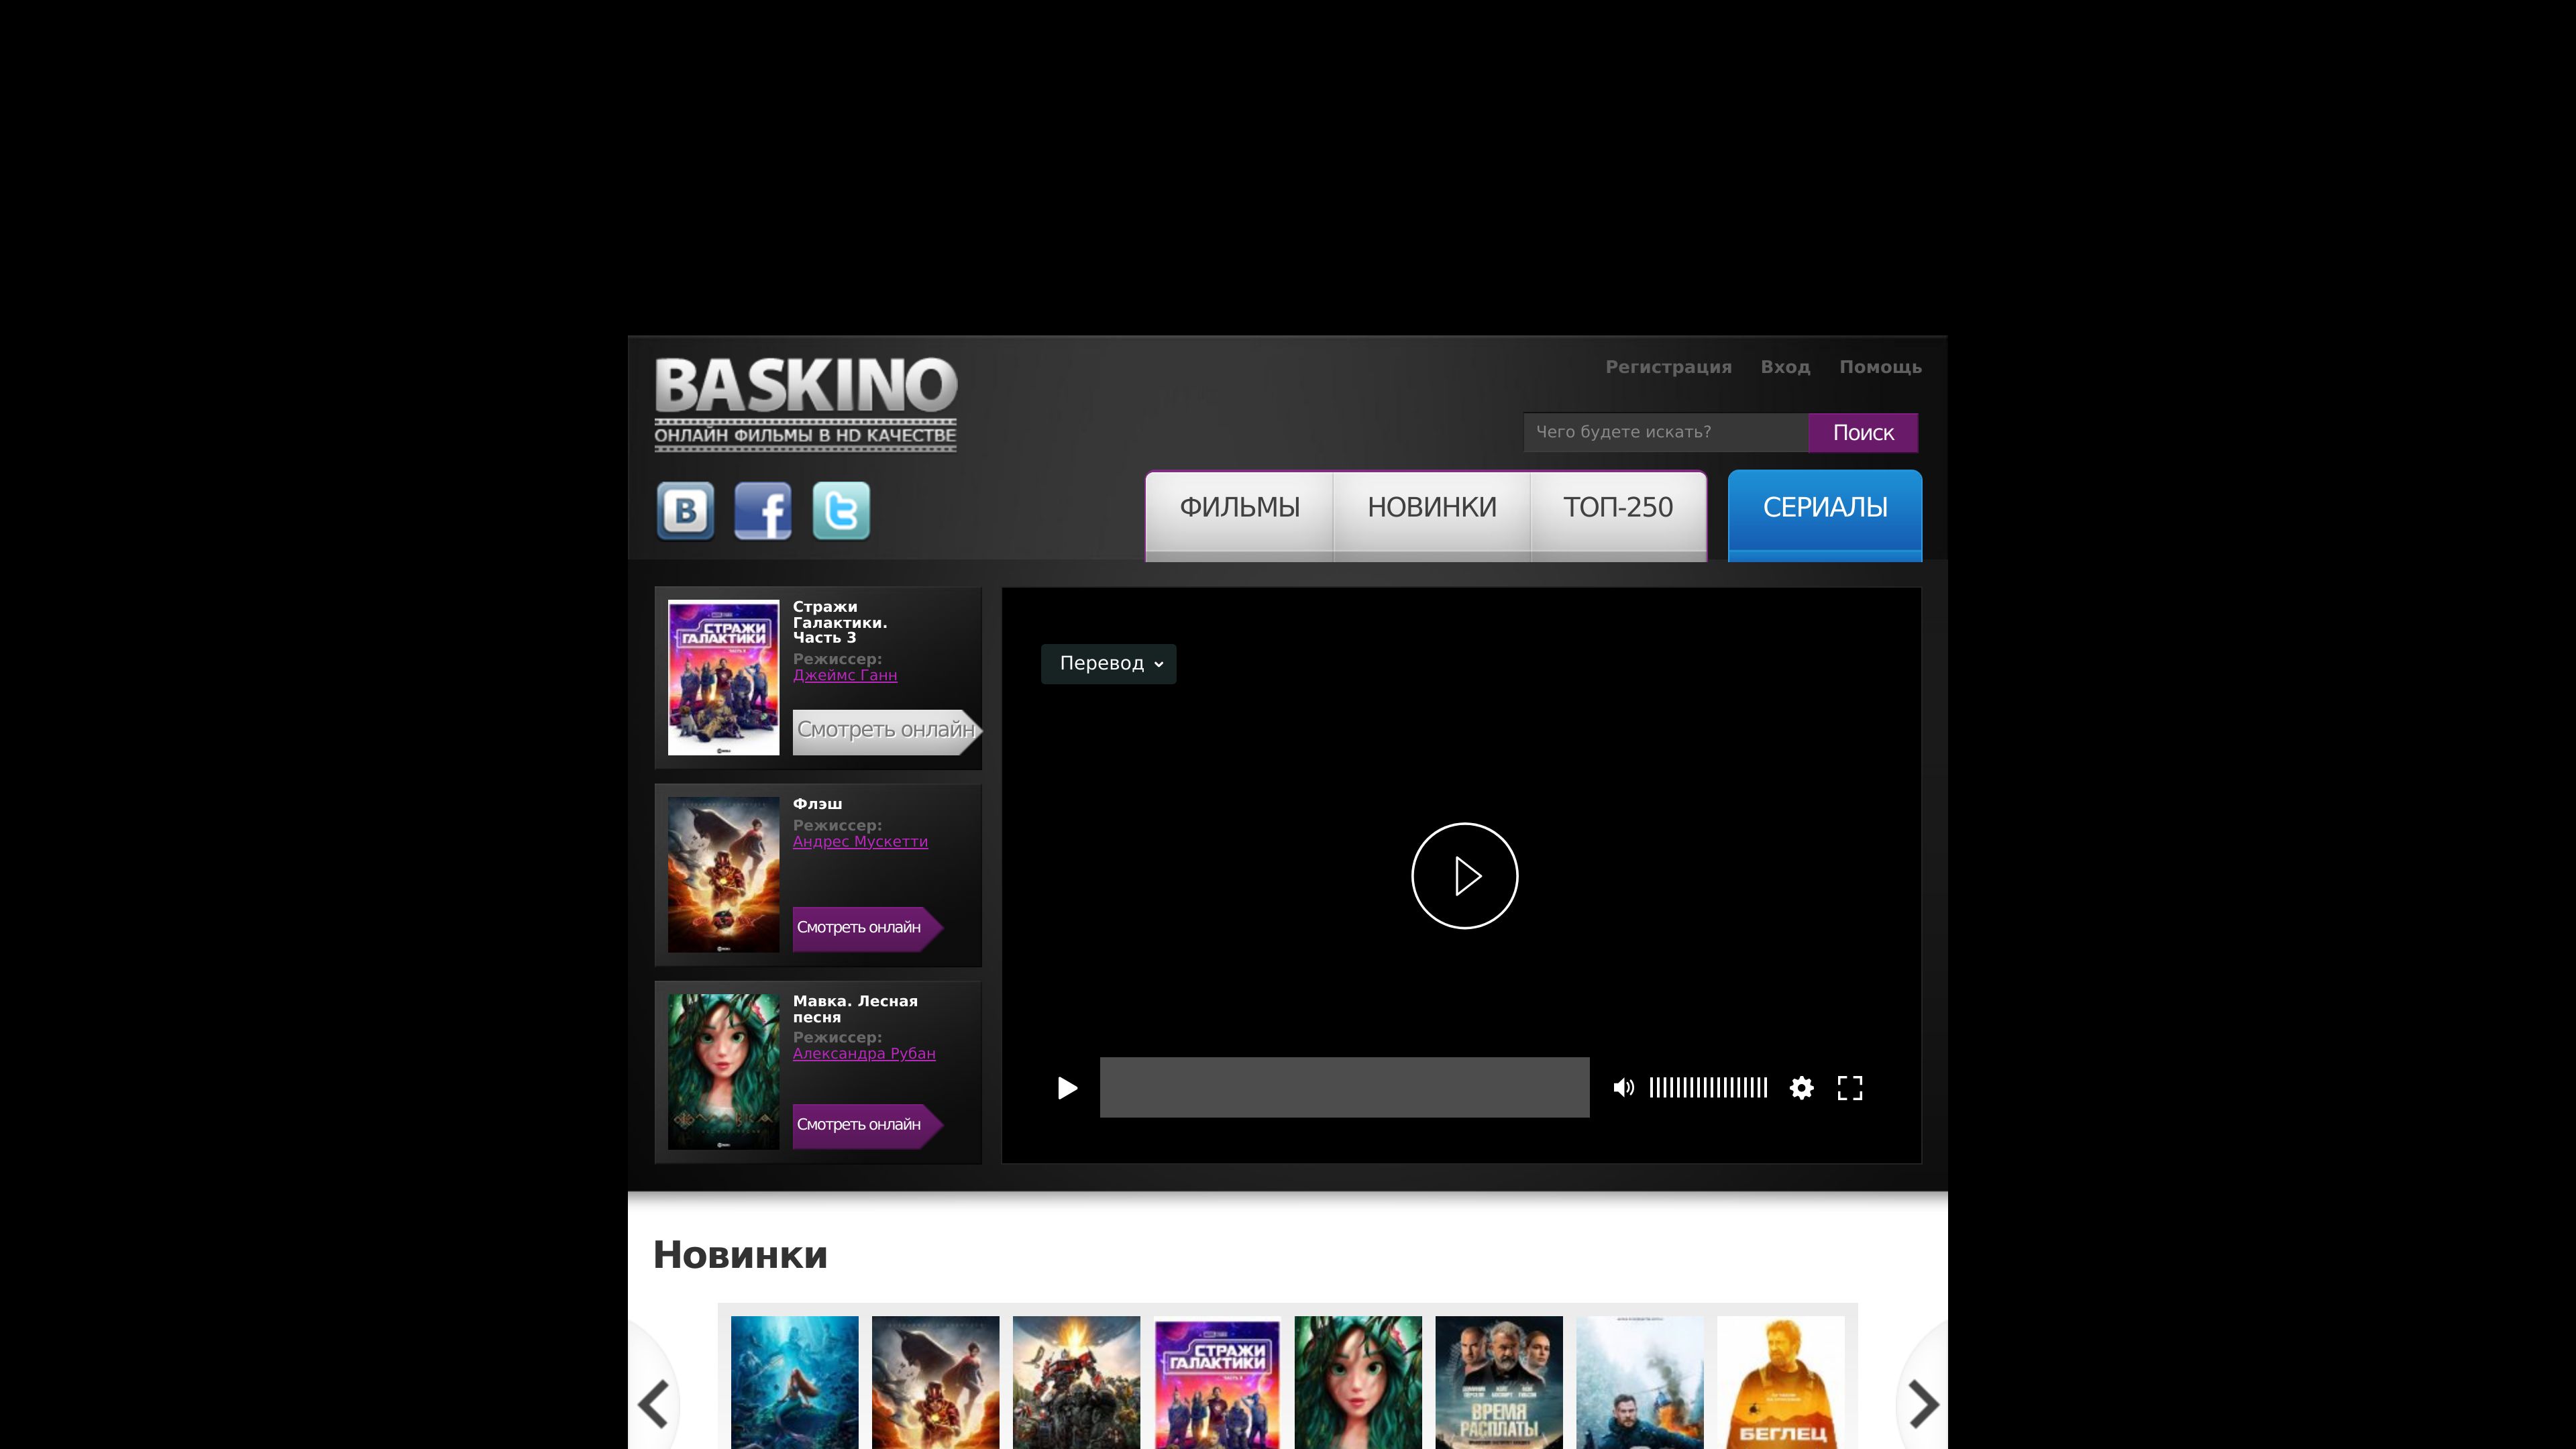 BASKINO
ОНЛАЙН ФИЛЬМЫ В HD КАЧЕСТВЕ
Регистрация Вход Помощь
Чего будете искать? Поиск
B f t
ФИЛЬМЫ НОВИНКИ ТОП-250 СЕРИАЛЫ
СТРАЖИ
ГАЛАКТИКИ
Стражи
Галактики.
Часть 3
Режиссер:
Джеймс Ганн
Смотреть онлайн
Флэш
Режиссер:
Андрес Мускетти
Смотреть онлайн
Мавка. Лесная
песня
Режиссер:
Александра Рубан
Смотреть онлайн
Перевод
Новинки
СТРАЖИ
ГАЛАКТИКИ
ВРЕМЯ
РАСПЛАТЫ
БЕГЛЕЦ